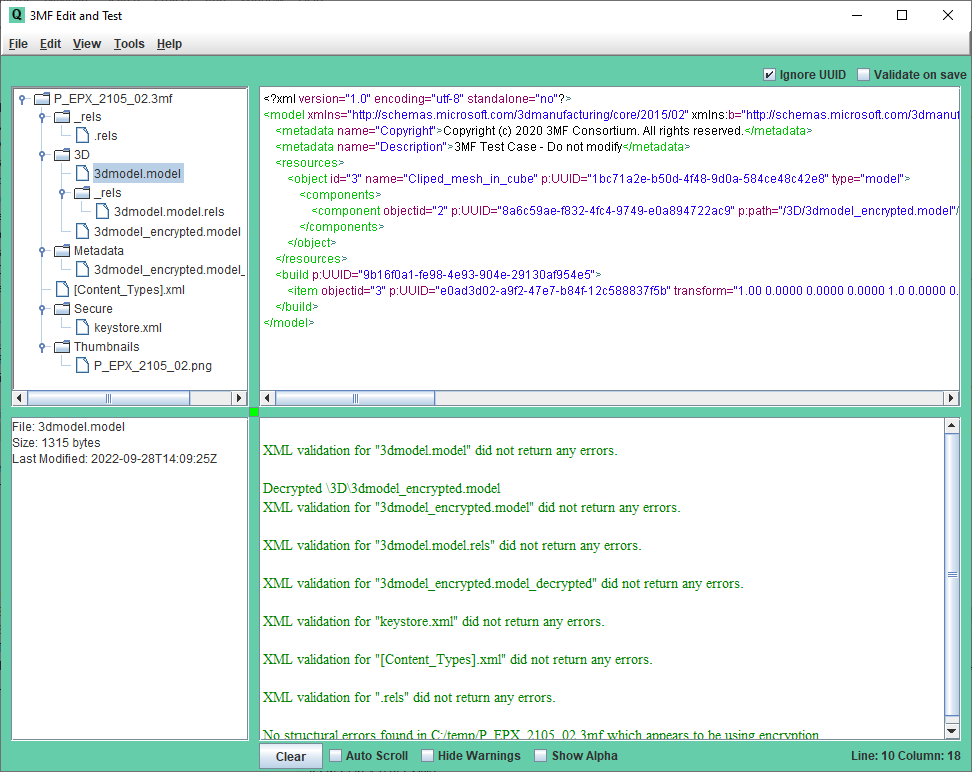 3MF Edit and Test
File Edit View Tools Help
Ignore UUID Validate on save
P_EPX_2105_02.3mf
_rels
.rels
3D
3dmodel.model
_rels
3dmodel.model.rels
3dmodel_encrypted.model
Metadata
3dmodel_encrypted.model_
[Content_Types].xml
Secure
keystore.xml
Thumbnails
P_EPX_2105_02.png
<?xml version="1.0" encoding="utf-8" standalone="no"?>
<model xmlns="http://schemas.microsoft.com/3dmanufacturing/core/2015/02" xmlns:b="http://schemas.microsoft.com/3dmanuf
<metadata name="Copyright">Copyright (c) 2020 3MF Consortium. All rights reserved.</metadata>
<metadata name="Description">3MF Test Case - Do not modify</metadata>
<resources>
<object id="3" name="Cliped_mesh_in_cube" p:UUID="1bc71a2e-b50d-4f48-9d0a-584ce48c42e8" type="model">
<components>
<component objectid="2" p:UUID="8a6c59ae-f832-4fc4-9749-e0a894722ac9" p:path="/3D/3dmodel_encrypted.model"/
</components>
</object>
</resources>
<build p:UUID="9b16f0a1-fe98-4e93-904e-29130af954e5">
<item objectid="3" p:UUID="e0ad3d02-a9f2-47e7-b84f-12c588837f5b" transform="1.00 0.0000 0.0000 0.0000 1.0 0.0000 0.
</build>
</model>
File: 3dmodel.model
Size: 1315 bytes
Last Modified: 2022-09-28T14:09:25Z
XML validation for "3dmodel.model" did not return any errors.
Decrypted \3D\3dmodel_encrypted.model
XML validation for "3dmodel_encrypted.model" did not return any errors.
XML validation for "3dmodel.model.rels" did not return any errors.
XML validation for "3dmodel_encrypted.model_decrypted" did not return any errors.
XML validation for "keystore.xml" did not return any errors.
XML validation for "[Content_Types].xml" did not return any errors.
XML validation for ".rels" did not return any errors.
No structural errors found in C:/temp/P_EPX_2105_02.3mf which appears to be using encryption
Clear Auto Scroll Hide Warnings Show Alpha Line: 10 Column: 18